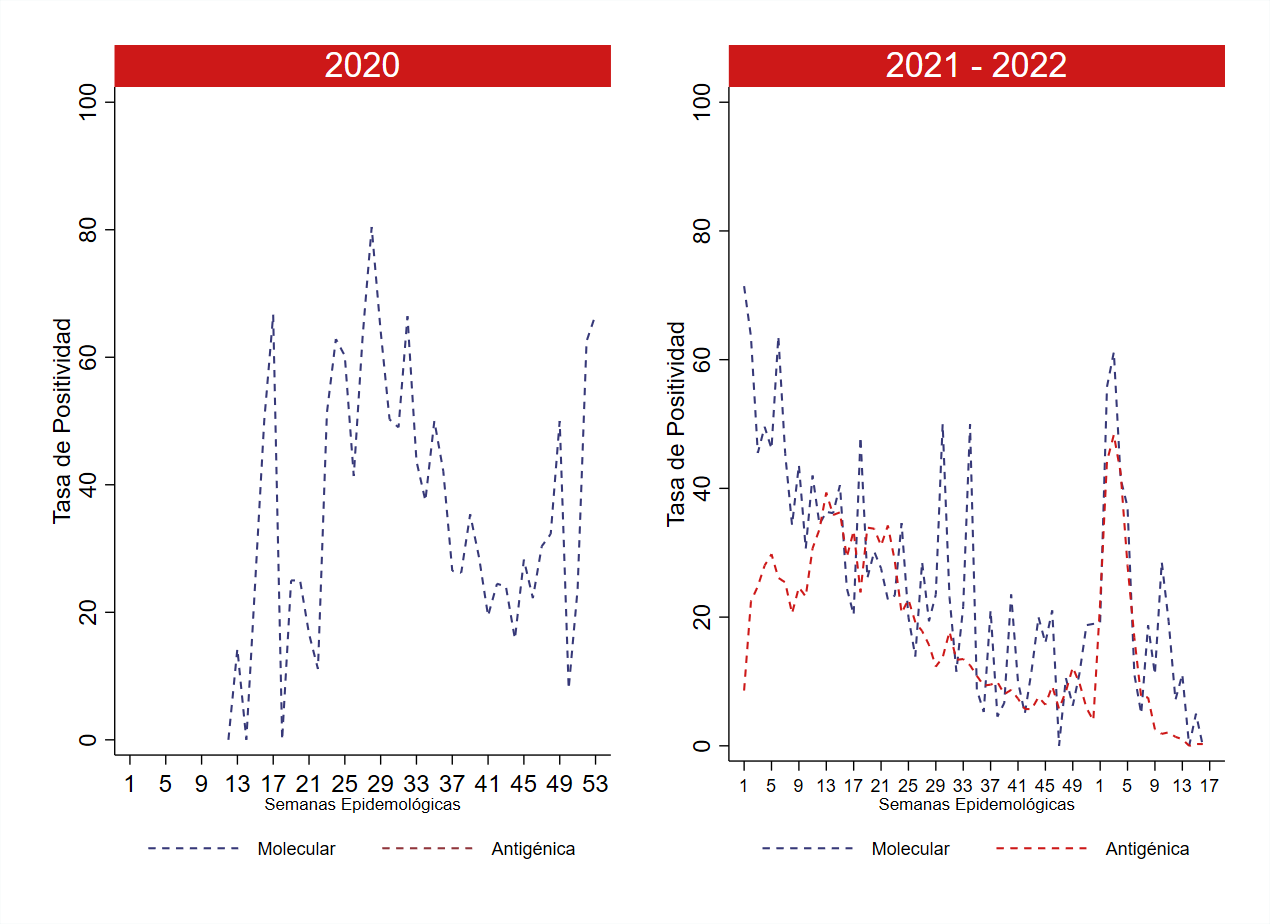 2020
100
80
60
40
20
0
Tasa de Positividad
1 5 9 13 17 21 25 29 33 37 41 45 49 53
Semanas Epidemológicas
Molecular Antigénica
2021 - 2022
100
80
60
40
20
0
Tasa de Positividad
1 5 9 13 17 21 25 29 33 37 41 45 49 1 5 9 13 17
Semanas Epidemológicas
Molecular Antigénica